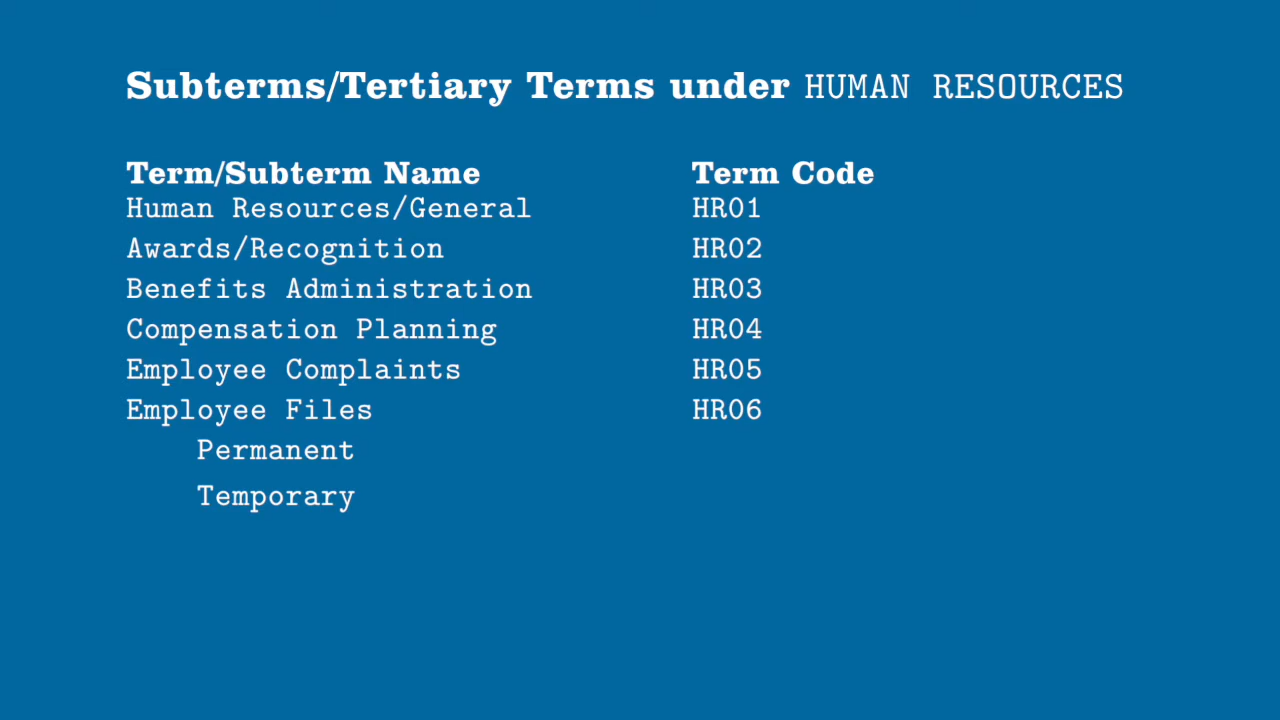 Subterms/Tertiary Terms under HUMAN RESOURCES
Term/Subterm Name Term Code
Human Resources/General HR01
Awards/Recognition HR02
Benefits Administration HR03
Compensation Planning HR04
Employee Complaints HR05
Employee Files HR06
Permanent
Temporary